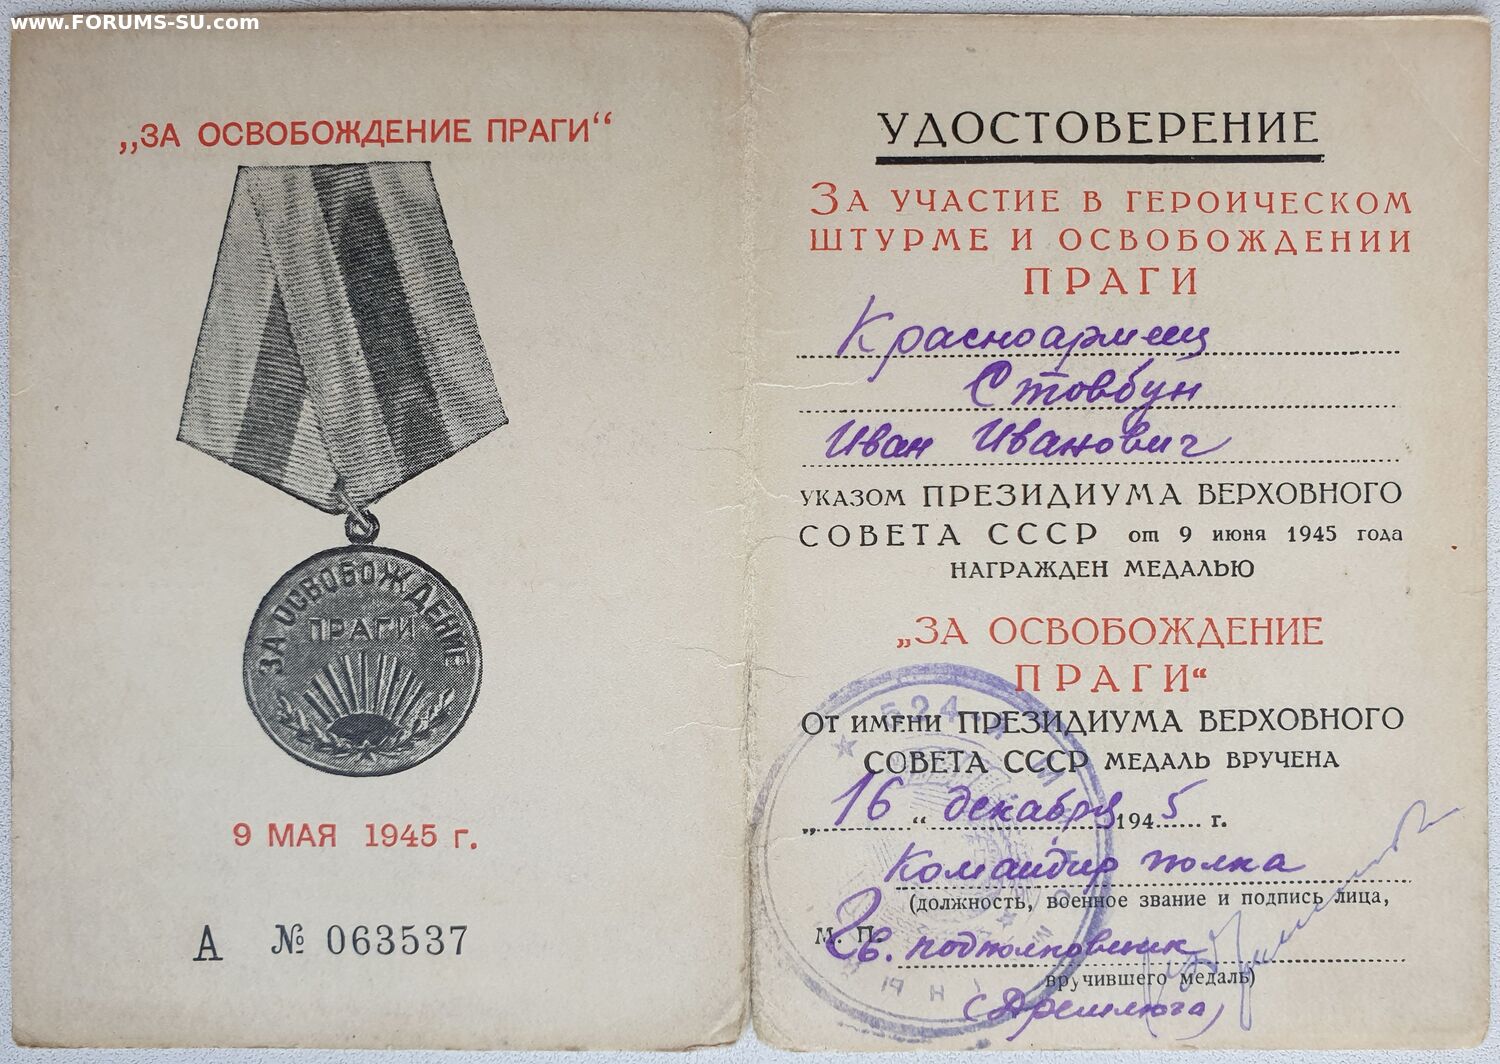 www.FORUMS-SU.com
„ЗА ОСВОБОЖДЕНИЕ ПРАГИ“
ЗА ОСВОБОЖДЕНИЕ
ПРАГИ
9 МАЯ 1945 г.
А № 063537
УДОСТОВЕРЕНИЕ
ЗА УЧАСТИЕ В ГЕРОИЧЕСКОМ
ШТУРМЕ И ОСВОБОЖДЕНИИ
ПРАГИ
Красноармеец
Стовбун
Иван Иванович
УКАЗОМ ПРЕЗИДИУМА ВЕРХОВНОГО
СОВЕТА СССР от 9 июня 1945 года
НАГРАЖДЕН МЕДАЛЬЮ
„ЗА ОСВОБОЖДЕНИЕ
ПРАГИ“
ОТ ИМЕНИ ПРЕЗИДИУМА ВЕРХОВНОГО
СОВЕТА СССР МЕДАЛЬ ВРУЧЕНА
„16“ декабря 1945 г.
Командир полка
(должность, военное звание и подпись лица,
М. П.
Гв. подполковник
вручившего медаль)
(Дремлюга)